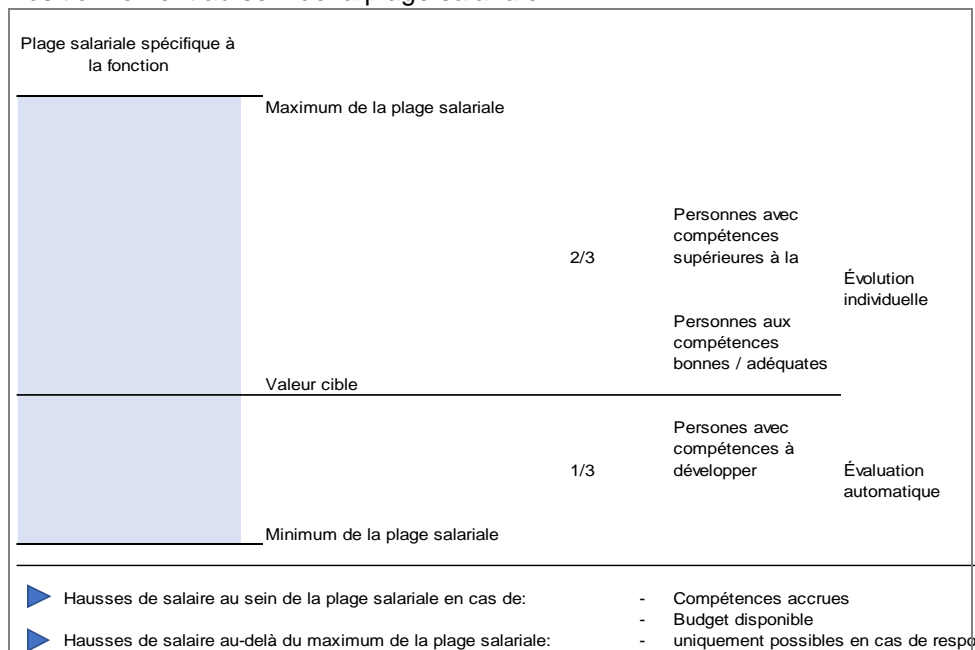 Plage salariale spécifique à
la fonction
Maximum de la plage salariale
2/3
Personnes avec
compétences
supérieures à la
Évolution
individuelle
Personnes aux
compétences
bonnes / adéquates
Valeur cible
1/3
Persones avec
compétences à
développer
Évaluation
automatique
Minimum de la plage salariale
Hausses de salaire au sein de la plage salariale en cas de: - Compétences accrues
- Budget disponible
Hausses de salaire au-delà du maximum de la plage salariale: - uniquement possibles en cas de